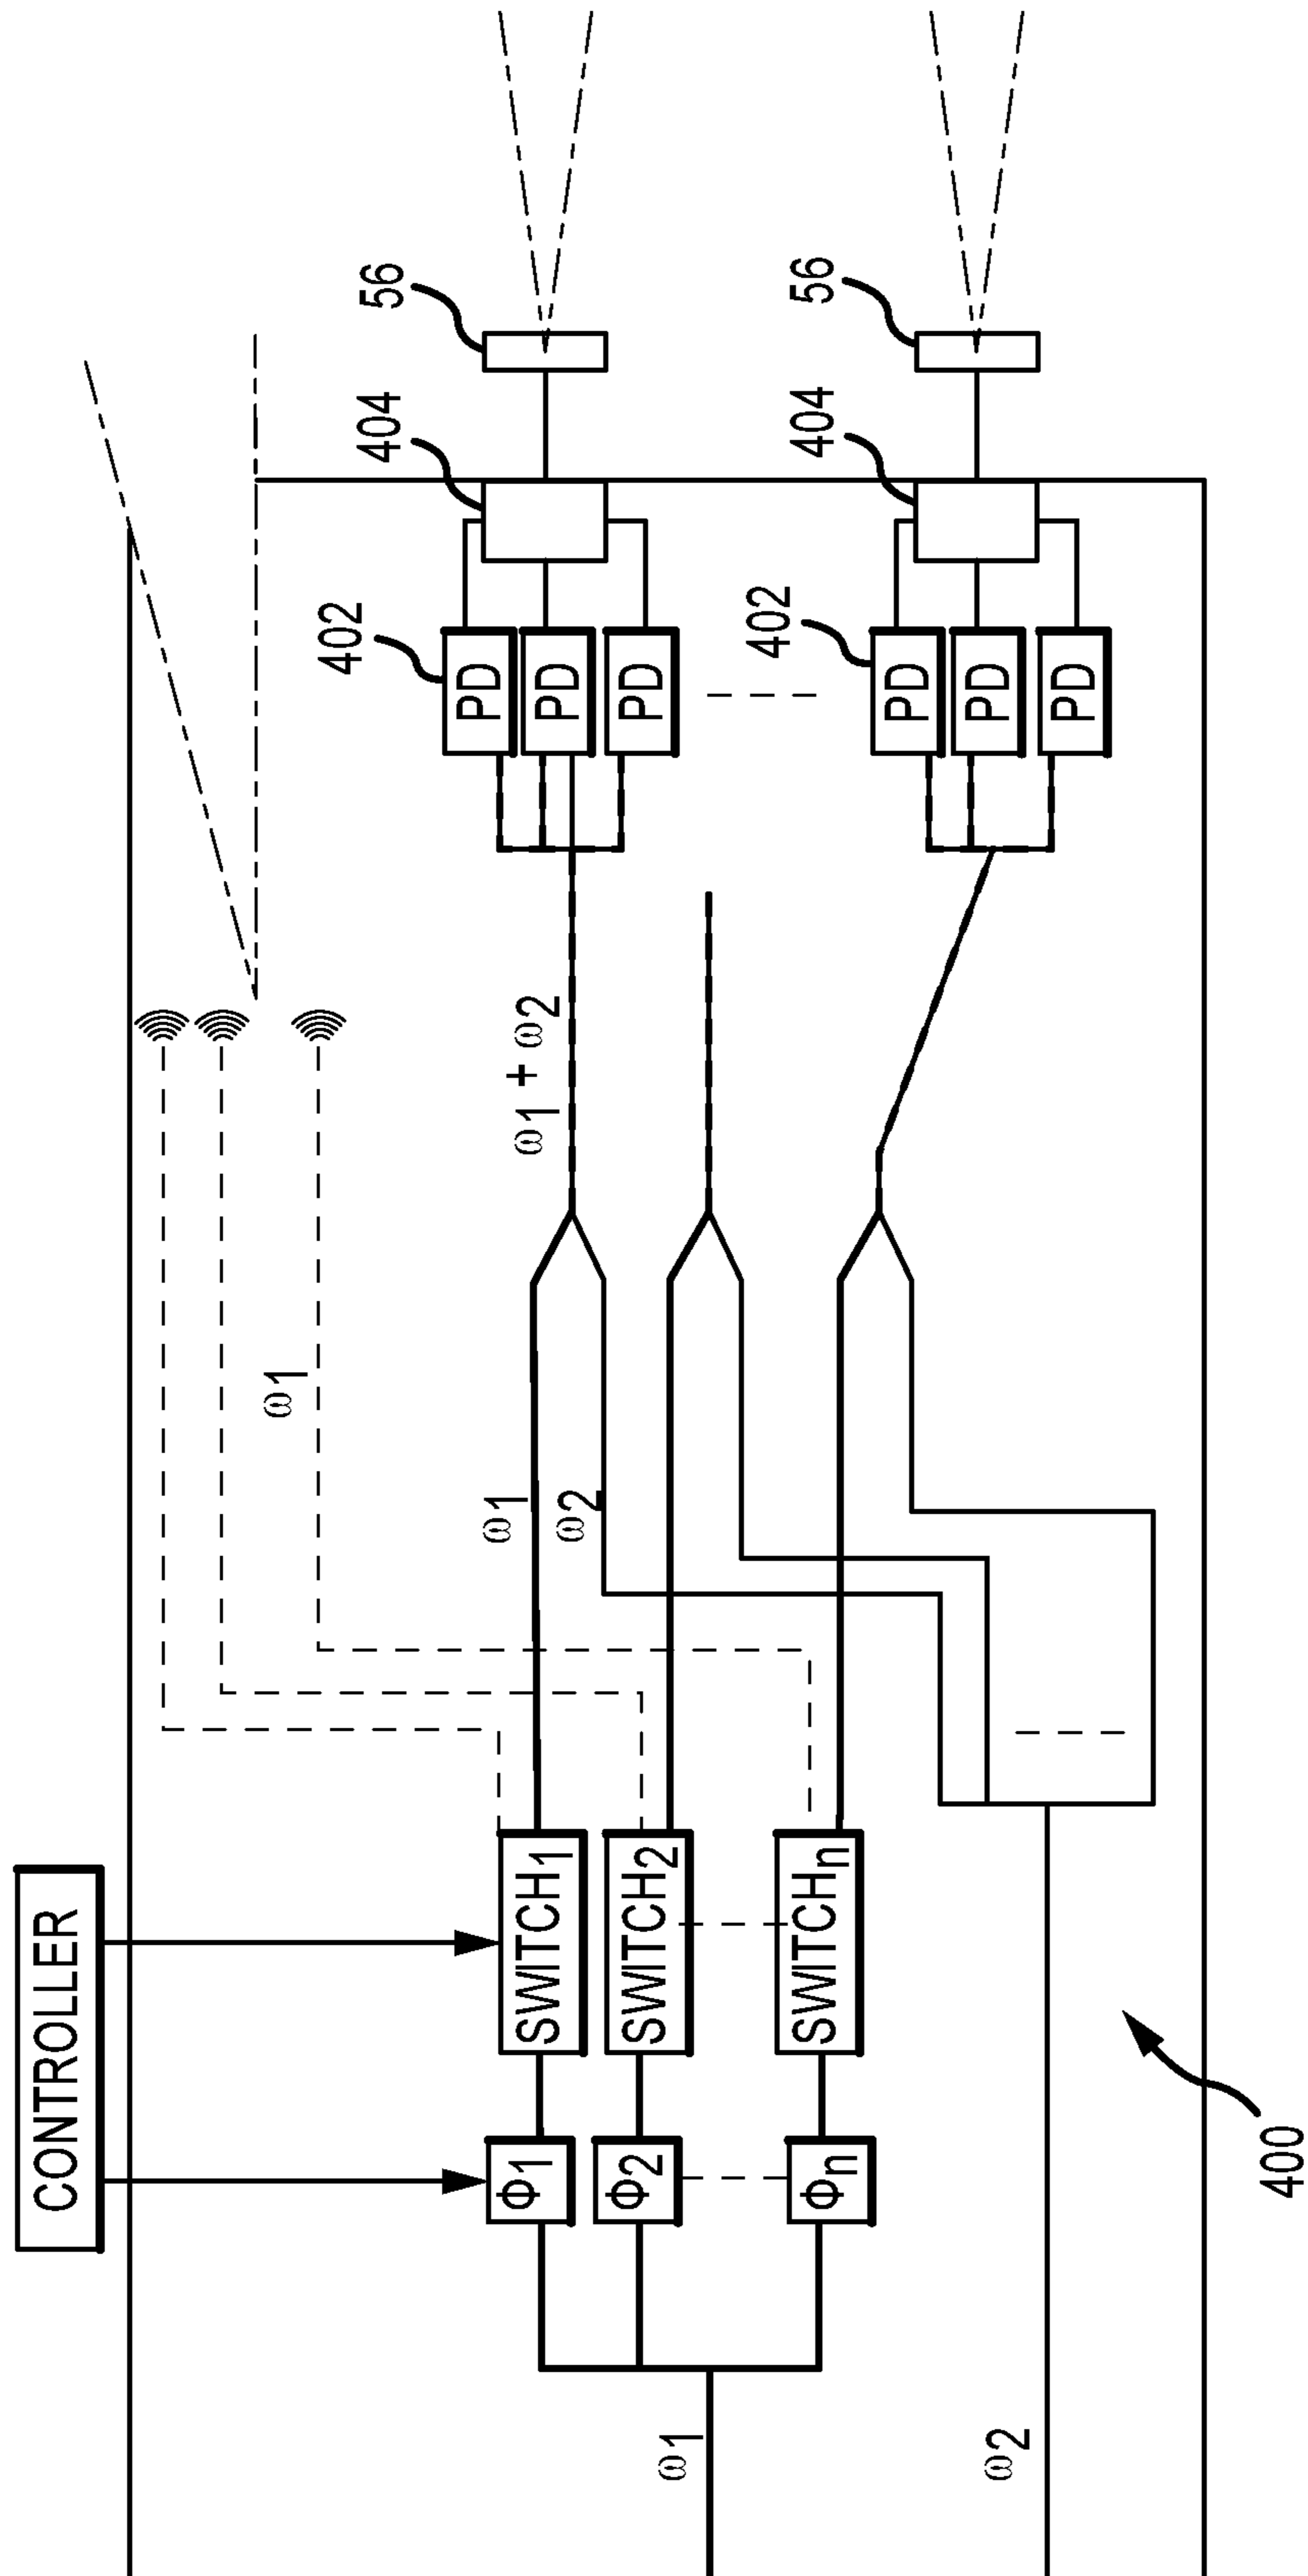 CONTROLLER
ω1
ω2
Φ1
Φ2
Φn
SWITCH1
SWITCH2
SWITCHn
ω1
ω1
ω2
ω1 + ω2
402
PD
PD
PD
402
PD
PD
PD
404
404
56
56
400